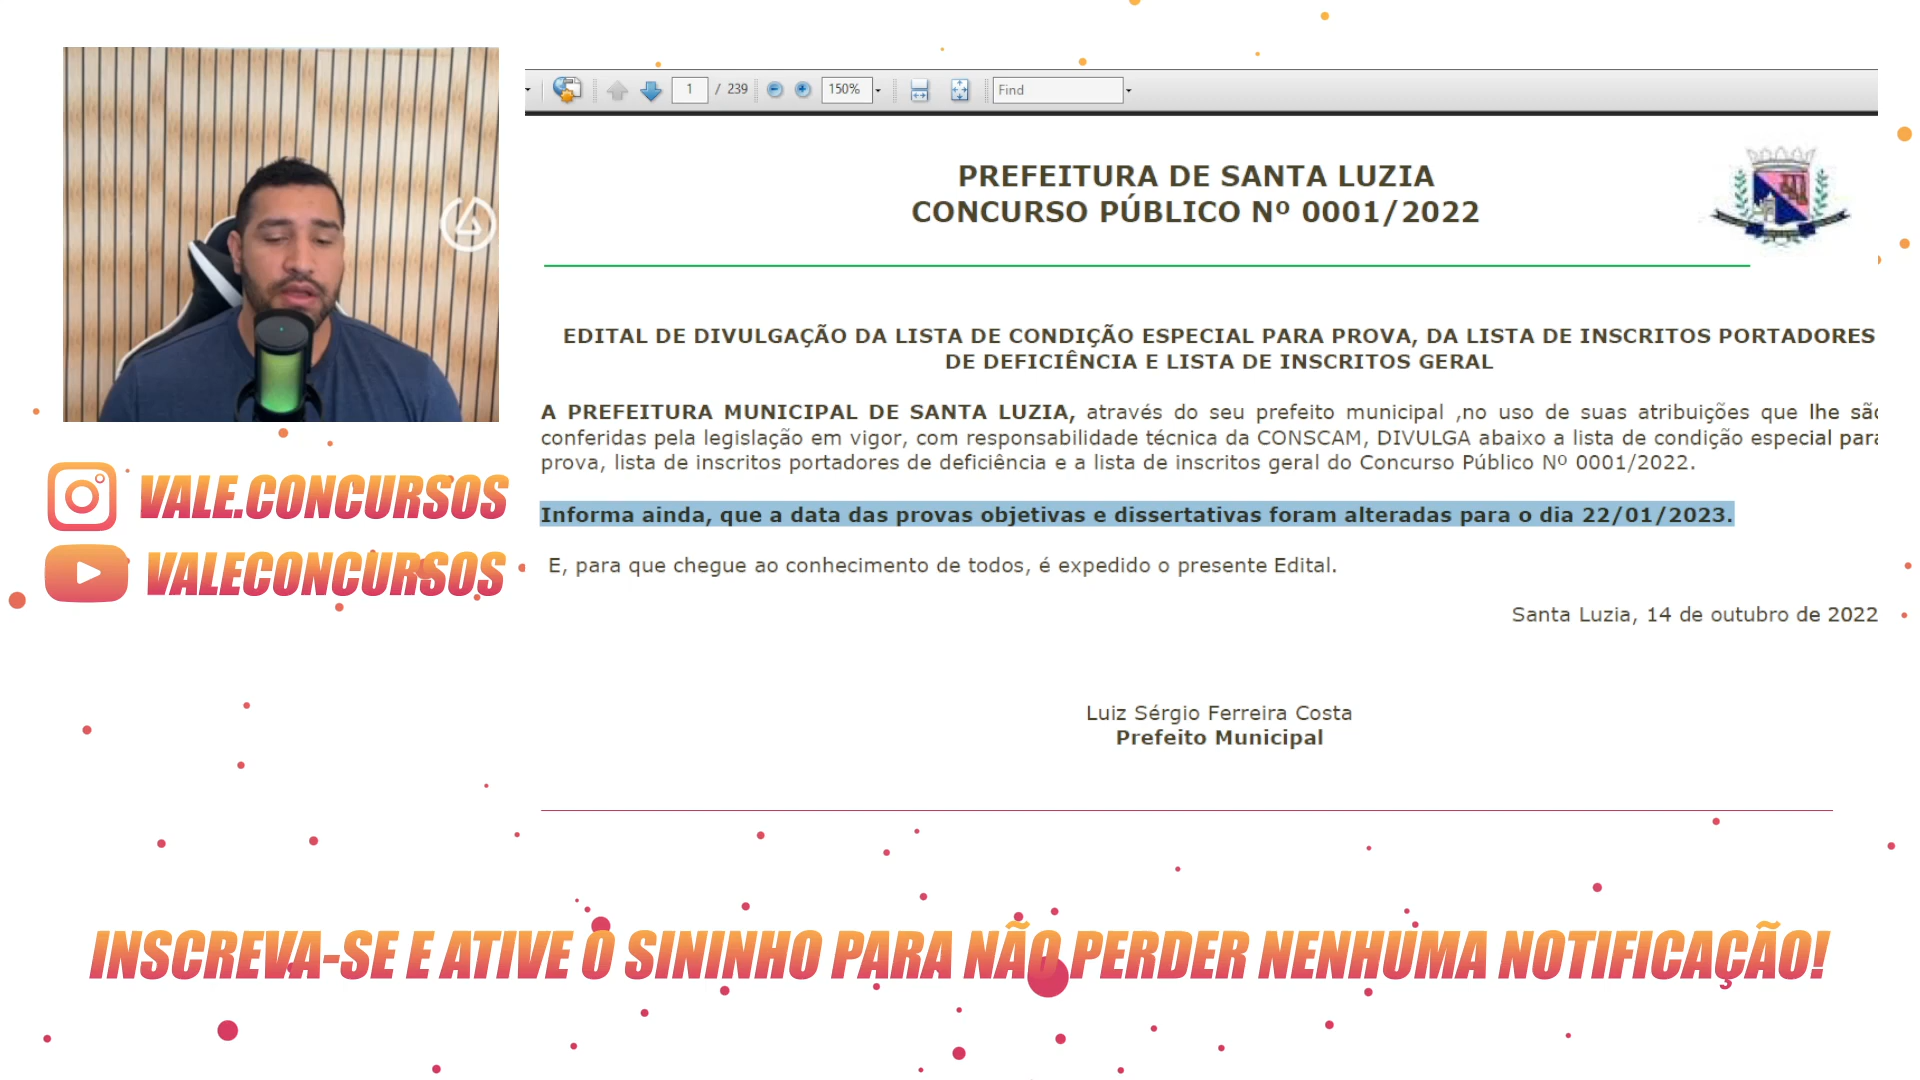 1 / 239 150% Find
PREFEITURA DE SANTA LUZIA
CONCURSO PÚBLICO Nº 0001/2022
EDITAL DE DIVULGAÇÃO DA LISTA DE CONDIÇÃO ESPECIAL PARA PROVA, DA LISTA DE INSCRITOS PORTADORES
DE DEFICIÊNCIA E LISTA DE INSCRITOS GERAL
A PREFEITURA MUNICIPAL DE SANTA LUZIA, através do seu prefeito municipal ,no uso de suas atribuições que lhe são
conferidas pela legislação em vigor, com responsabilidade técnica da CONSCAM, DIVULGA abaixo a lista de condição especial para
prova, lista de inscritos portadores de deficiência e a lista de inscritos geral do Concurso Público Nº 0001/2022.
Informa ainda, que a data das provas objetivas e dissertativas foram alteradas para o dia 22/01/2023.
E, para que chegue ao conhecimento de todos, é expedido o presente Edital.
Santa Luzia, 14 de outubro de 2022
Luiz Sérgio Ferreira Costa
Prefeito Municipal
VALE.CONCURSOS
VALECONCURSOS
INSCREVA-SE E ATIVE O SININHO PARA NÃO PERDER NENHUMA NOTIFICAÇÃO!